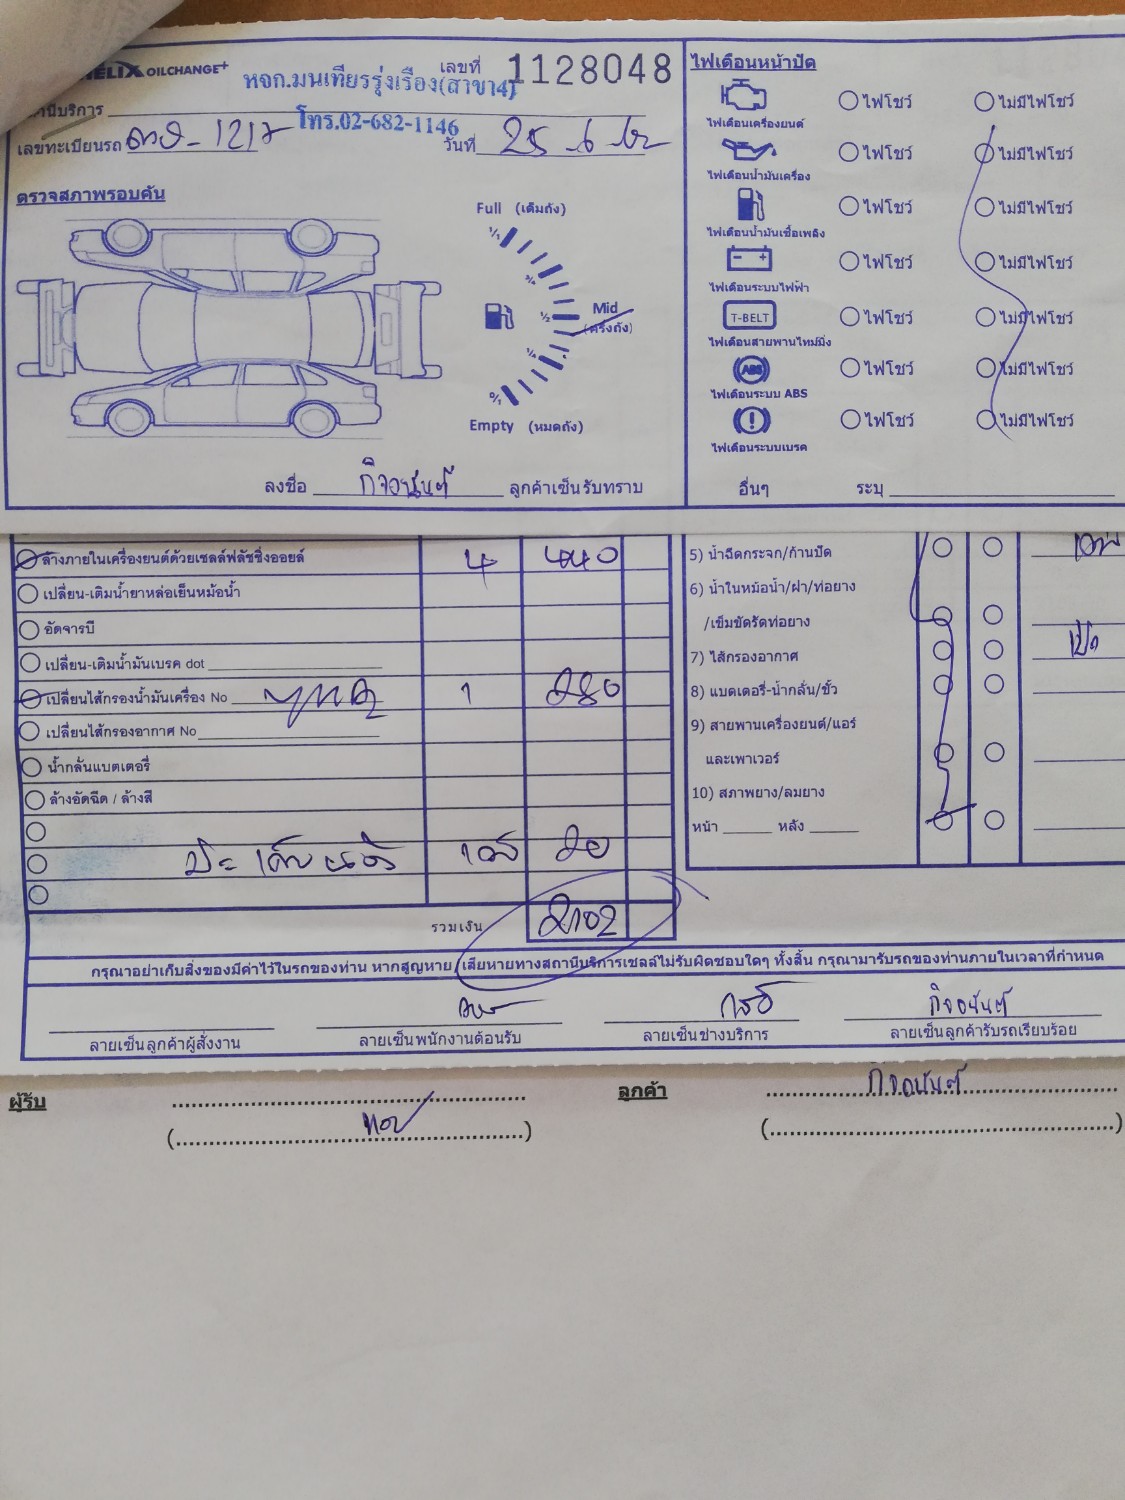 HELIX OILCHANGE+
หจก.มนเทียรรุ่งเรือง(สาขา4)
เลขที่ 1128048
โทร.02-682-1146
เลขทะเบียนรถ 1217
วันที่ 25-6-62
ตรวจสภาพรอบคัน
Full (เต็มถัง)
1/1
3/4
1/2
Mid
(ครึ่งถัง)
1/4
0/1
Empty (หมดถัง)
ลงชื่อ กิจอนันต์ ลูกค้าเซ็นรับทราบ
ไฟเตือนหน้าปัด
ไฟโชว์ ไม่มีไฟโชว์
ไฟเตือนเครื่องยนต์
ไฟโชว์ ไม่มีไฟโชว์
ไฟเตือนน้ำมันเครื่อง
ไฟโชว์ ไม่มีไฟโชว์
ไฟเตือนน้ำมันเชื้อเพลิง
ไฟโชว์ ไม่มีไฟโชว์
ไฟเตือนระบบไฟฟ้า
T-BELT ไฟโชว์ ไม่มีไฟโชว์
ไฟเตือนสายพานไทม์มิ่ง
ABS ไฟโชว์ ไม่มีไฟโชว์
ไฟเตือนระบบ ABS
ไฟโชว์ ไม่มีไฟโชว์
ไฟเตือนระบบเบรค
อื่นๆ ระบุ
ล้างภายในเครื่องยนต์ด้วยเชลล์ฟลัชชิ่งออยล์ 4 440
เปลี่ยน-เติมน้ำยาหล่อเย็นหม้อน้ำ
อัดจารบี
เปลี่ยน-เติมน้ำมันเบรค dot
เปลี่ยนไส้กรองน้ำมันเครื่อง No 1 280
เปลี่ยนไส้กรองอากาศ No
น้ำกลั่นแบตเตอรี่
ล้างอัดฉีด / ล้างสี
20
รวมเงิน 2102
5) น้ำฉีดกระจก/ก้านปัด
6) น้ำในหม้อน้ำ/ฝา/ท่อยาง
/เข็มขัดรัดท่อยาง
7) ไส้กรองอากาศ
8) แบตเตอรี่-น้ำกลั่น/ขั้ว
9) สายพานเครื่องยนต์/แอร์
และเพาเวอร์
10) สภาพยาง/ลมยาง
หน้า หลัง
กรุณาอย่าเก็บสิ่งของมีค่าไว้ในรถของท่าน หากสูญหาย/เสียหายทางสถานีบริการเชลล์ไม่รับผิดชอบใดๆ ทั้งสิ้น กรุณามารับรถของท่านภายในเวลาที่กำหนด
กิจอนันต์
ลายเซ็นลูกค้าผู้สั่งงาน ลายเซ็นพนักงานต้อนรับ ลายเซ็นช่างบริการ ลายเซ็นลูกค้ารับรถเรียบร้อย
ผู้รับ ลูกค้า กิจอนันต์